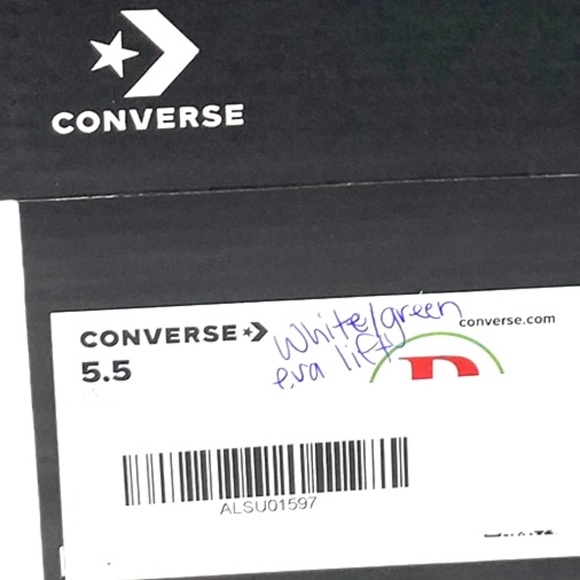 CONVERSE
CONVERSE
5.5
White/green
eva lift
converse.com
ALSU01597